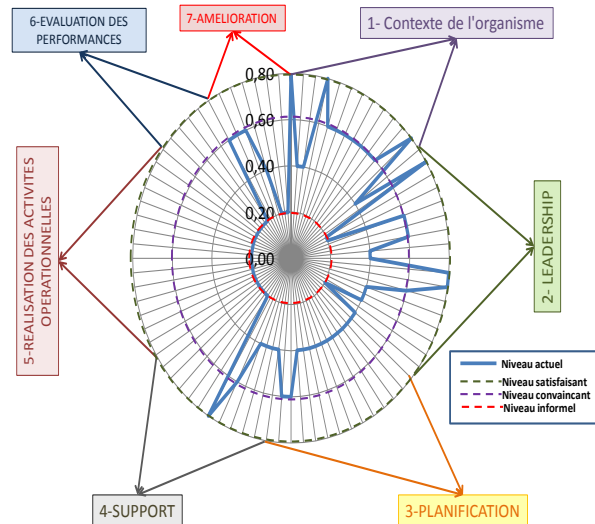 6-EVALUATION DES
PERFORMANCES
7-AMELIORATION
1- Contexte de l'organisme
0,80
0,60
0,40
0,20
0,00
5-REALISATION DES ACTIVITES
OPERATIONNELLES
2- LEADERSHIP
Niveau actuel
Niveau satisfaisant
Niveau convaincant
Niveau informel
4-SUPPORT
3-PLANIFICATION